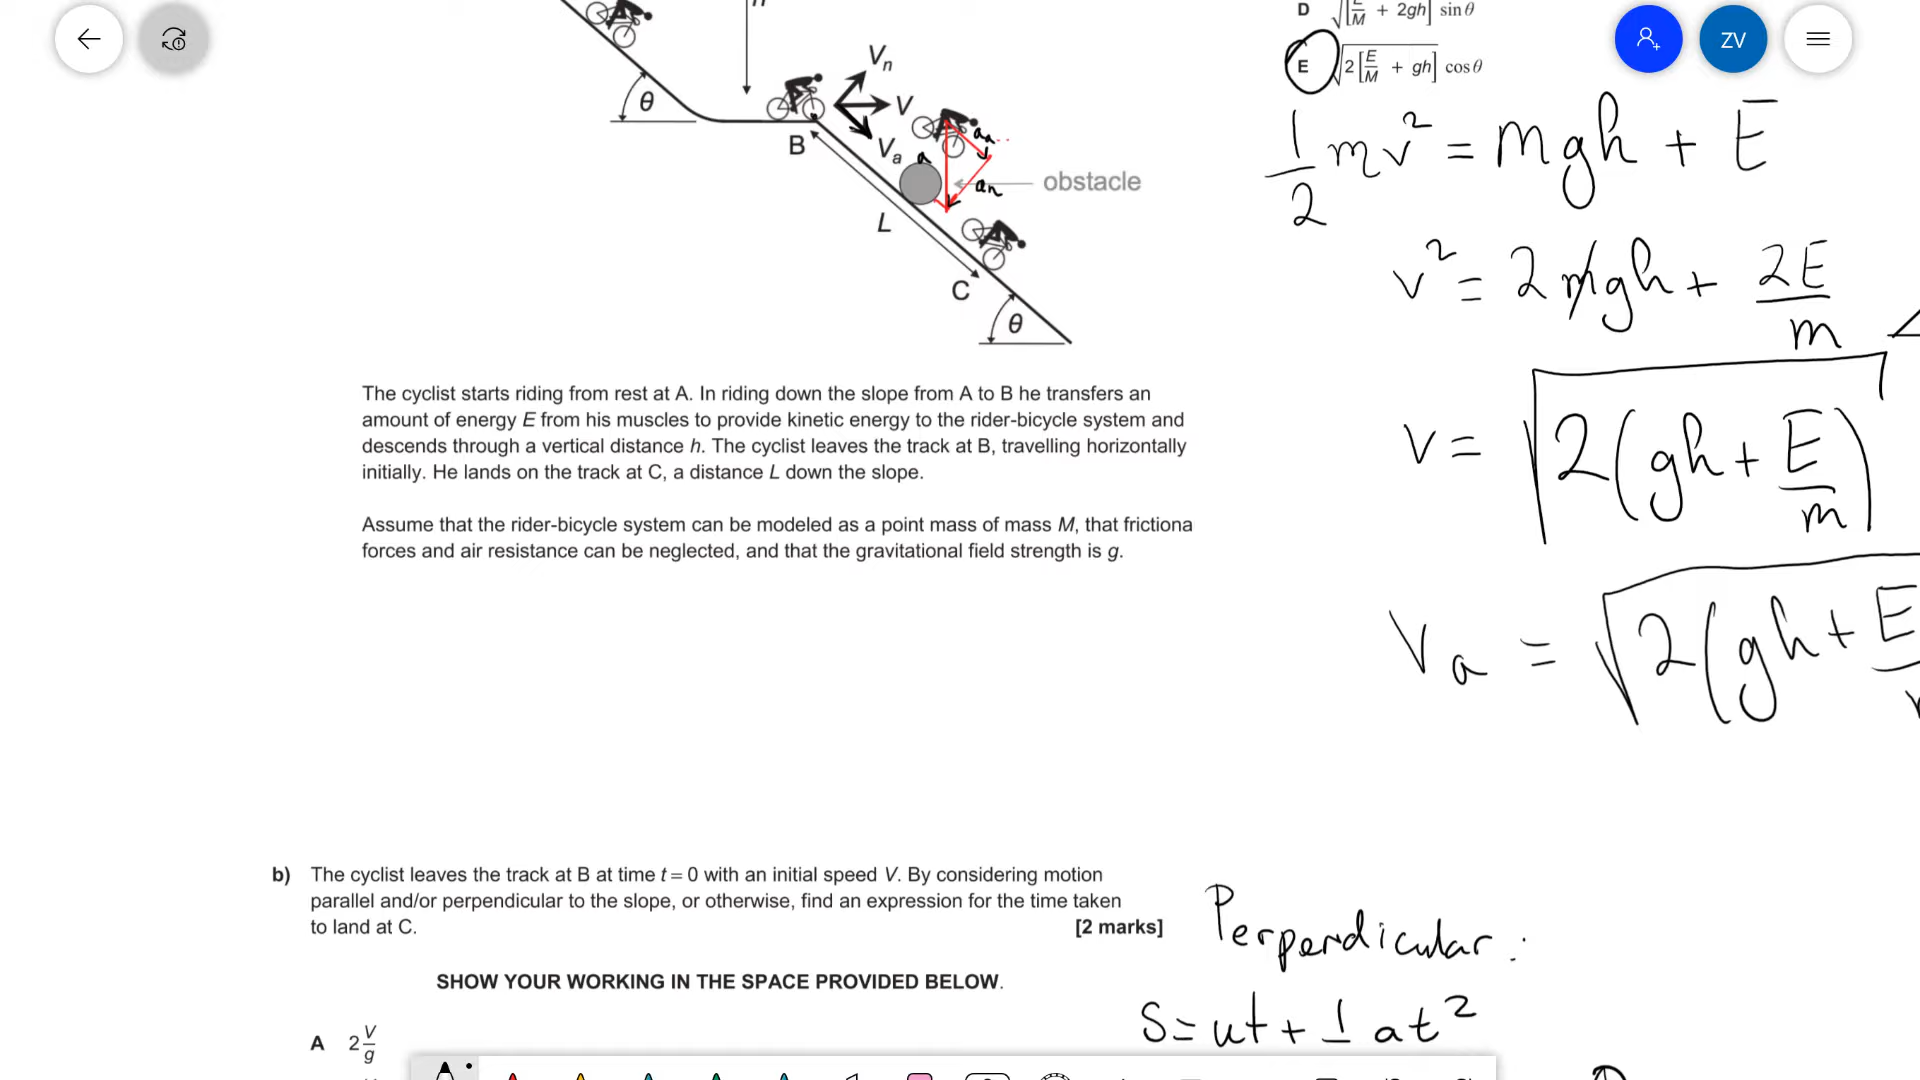 D √[E/M + 2gh] sin θ
E √2[E/M + gh] cos θ
ZV
θ
Vn
V
Va
B
a
aa
an
obstacle
L
C
θ
1/2 mv² = mgh + E
v² = 2mgh + 2E/m
v = √2(gh + E/m)
Va = √2(gh + E
The cyclist starts riding from rest at A. In riding down the slope from A to B he transfers an
amount of energy E from his muscles to provide kinetic energy to the rider-bicycle system and
descends through a vertical distance h. The cyclist leaves the track at B, travelling horizontally
initially. He lands on the track at C, a distance L down the slope.
Assume that the rider-bicycle system can be modeled as a point mass of mass M, that frictiona
forces and air resistance can be neglected, and that the gravitational field strength is g.
b) The cyclist leaves the track at B at time t = 0 with an initial speed V. By considering motion
parallel and/or perpendicular to the slope, or otherwise, find an expression for the time taken
to land at C. [2 marks]
SHOW YOUR WORKING IN THE SPACE PROVIDED BELOW.
A 2 V/g
Perpendicular :
S = ut + 1 at²